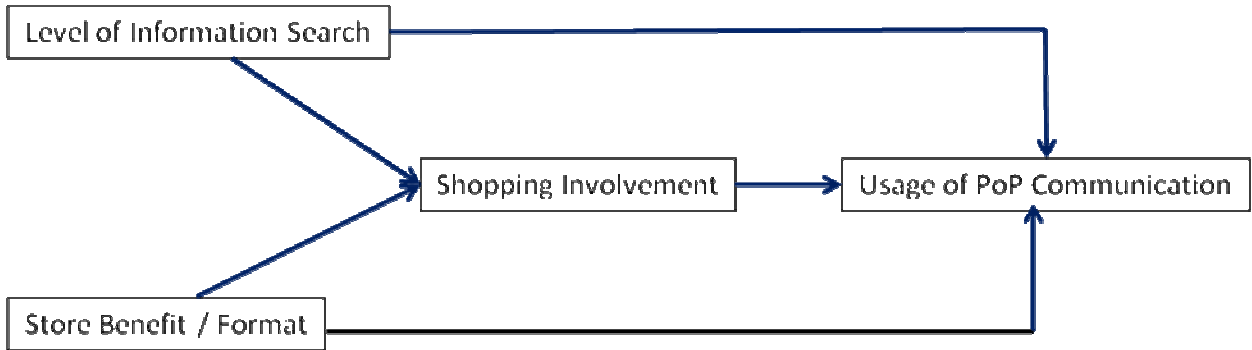 Level of Information Search
Shopping Involvement
Usage of PoP Communication
Store Benefit / Format